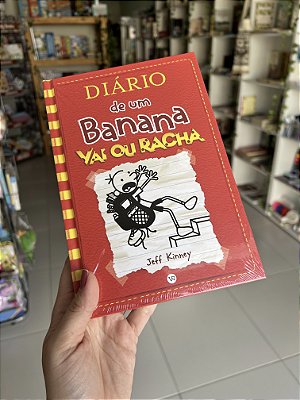 DIÁRIO
de um
Banana
VAI OU RACHA
Jeff Kinney